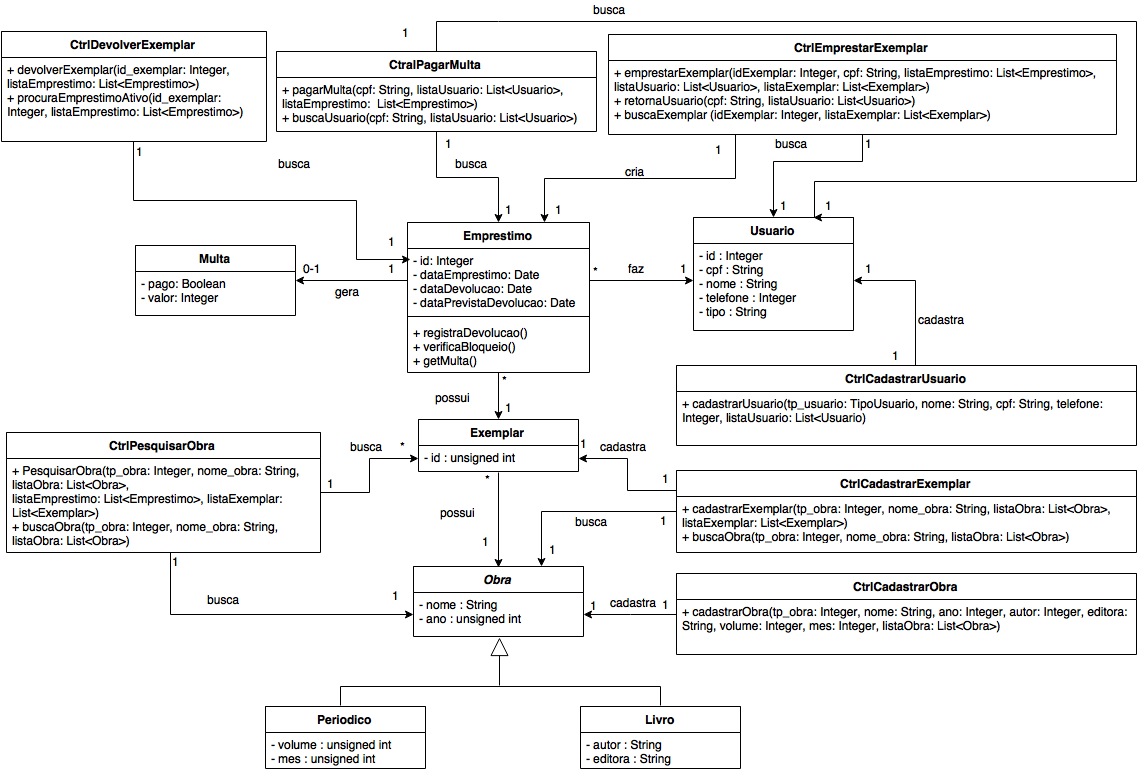 busca
1
CtrlDevolverExemplar
+ devolverExemplar(id_exemplar: Integer,
listaEmprestimo: List<Emprestimo>)
+ procuraEmprestimoAtivo(id_exemplar:
Integer, listaEmprestimo: List<Emprestimo>)
CtralPagarMulta
+ pagarMulta(cpf: String, listaUsuario: List<Usuario>,
listaEmprestimo:  List<Emprestimo>)
+ buscaUsuario(cpf: String, listaUsuario: List<Usuario>)
CtrlEmprestarExemplar
+ emprestarExemplar(idExemplar: Integer, cpf: String, listaEmprestimo: List<Emprestimo>,
listaUsuario: List<Usuario>, listaExemplar: List<Exemplar>)
+ retornaUsuario(cpf: String, listaUsuario: List<Usuario>)
+ buscaExemplar (idExemplar: Integer, listaExemplar: List<Exemplar>)
1
busca
1
busca
1
cria
busca
1
1
1
1
1
1
Multa
- pago: Boolean
- valor: Integer
0-1
gera
1
Emprestimo
- id: Integer
- dataEmprestimo: Date
- dataDevolucao: Date
- dataPrevistaDevolucao: Date
+ registraDevolucao()
+ verificaBloqueio()
+ getMulta()
*
faz
1
Usuario
- id : Integer
- cpf : String
- nome : String
- telefone : Integer
- tipo : String
1
cadastra
1
CtrlCadastrarUsuario
+ cadastrarUsuario(tp_usuario: TipoUsuario, nome: String, cpf: String, telefone:
Integer, listaUsuario: List<Usuario)
*
possui
1
Exemplar
- id : unsigned int
CtrlPesquisarObra
+ PesquisarObra(tp_obra: Integer, nome_obra: String,
listaObra: List<Obra>,
listaEmprestimo: List<Emprestimo>, listaExemplar:
List<Exemplar>)
+ buscaObra(tp_obra: Integer, nome_obra: String,
listaObra: List<Obra>)
busca
*
1
1
cadastra
1
CtrlCadastrarExemplar
+ cadastrarExemplar(tp_obra: Integer, nome_obra: String, listaObra: List<Obra>,
listaExemplar: List<Exemplar>)
+ buscaObra(tp_obra: Integer, nome_obra: String, listaObra: List<Obra>)
*
possui
1
busca
1
1
1
busca
1
Obra
- nome : String
- ano : unsigned int
1
cadastra
1
CtrlCadastrarObra
+ cadastrarObra(tp_obra: Integer, nome: String, ano: Integer, autor: Integer, editora:
String, volume: Integer, mes: Integer, listaObra: List<Obra>)
Periodico
- volume : unsigned int
- mes : unsigned int
Livro
- autor : String
- editora : String